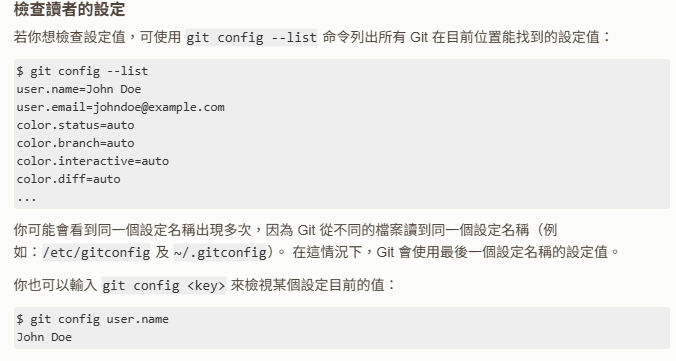 檢查讀者的設定
若你想檢查設定值，可使用 git config --list 命令列出所有 Git 在目前位置能找到的設定值：
$ git config --list
user.name=John Doe
user.email=johndoe@example.com
color.status=auto
color.branch=auto
color.interactive=auto
color.diff=auto
...
你可能會看到同一個設定名稱出現多次，因為 Git 從不同的檔案讀到同一個設定名稱（例
如：/etc/gitconfig 及 ~/.gitconfig）。 在這情況下，Git 會使用最後一個設定名稱的設定值。
你也可以輸入 git config <key> 來檢視某個設定目前的值：
$ git config user.name
John Doe